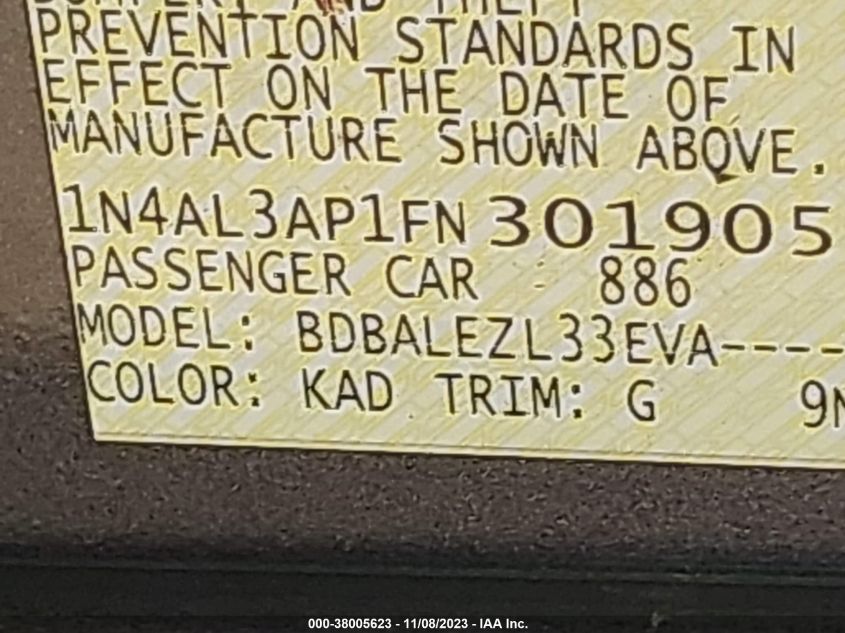 PREVENTION STANDARDS IN
EFFECT ON THE DATE OF
MANUFACTURE SHOWN ABOVE.
1N4AL3AP1FN301905
PASSENGER CAR - 886
MODEL: BDBALEZL33EVA----
COLOR: KAD TRIM: G 9
000-38005623 - 11/08/2023 - IAA Inc.